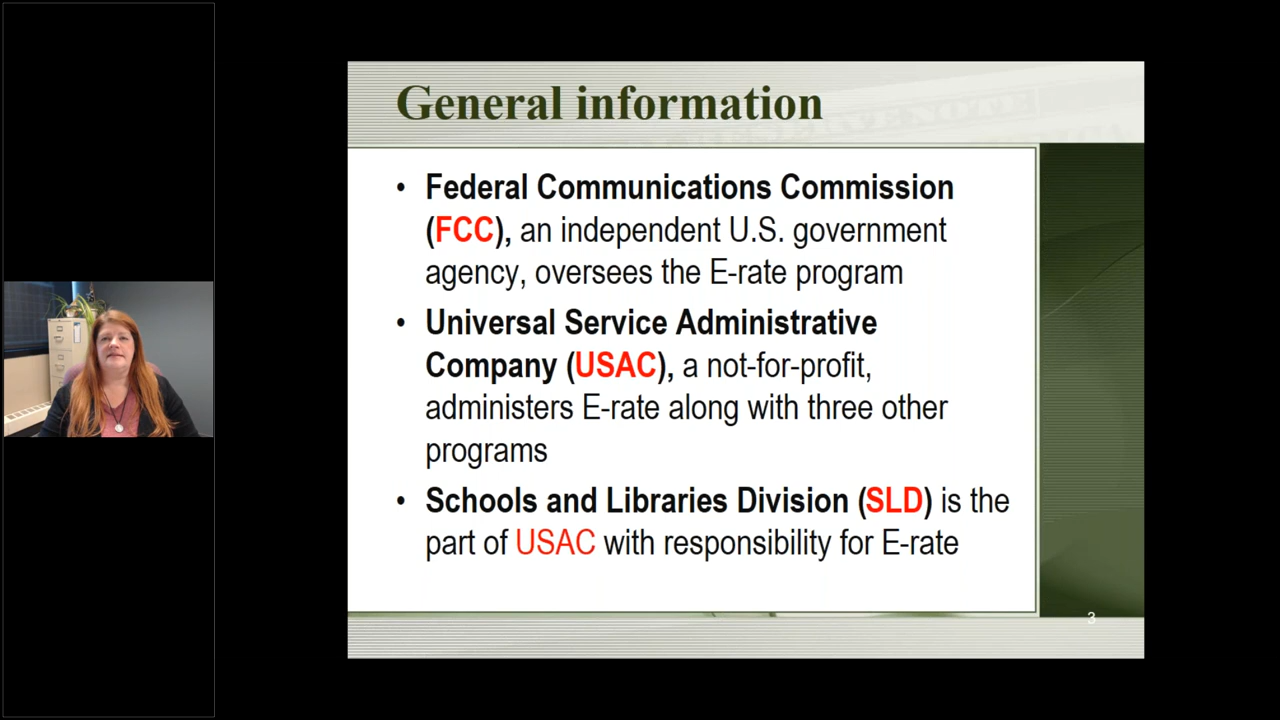 General information
• Federal Communications Commission
(FCC), an independent U.S. government
agency, oversees the E-rate program
• Universal Service Administrative
Company (USAC), a not-for-profit,
administers E-rate along with three other
programs
• Schools and Libraries Division (SLD) is the
part of USAC with responsibility for E-rate
3